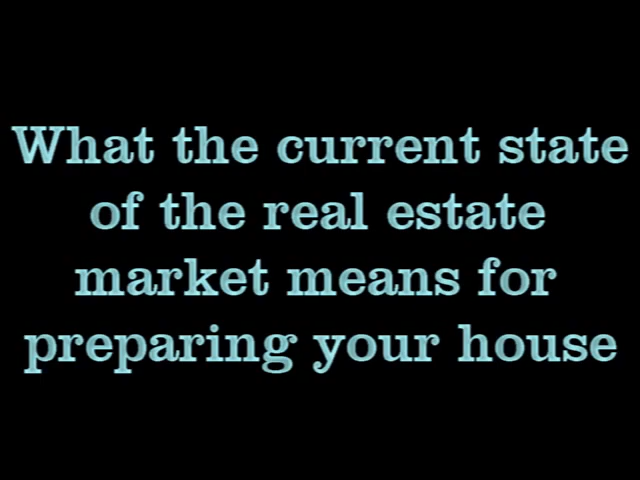 What the current state
of the real estate
market means for
preparing your house